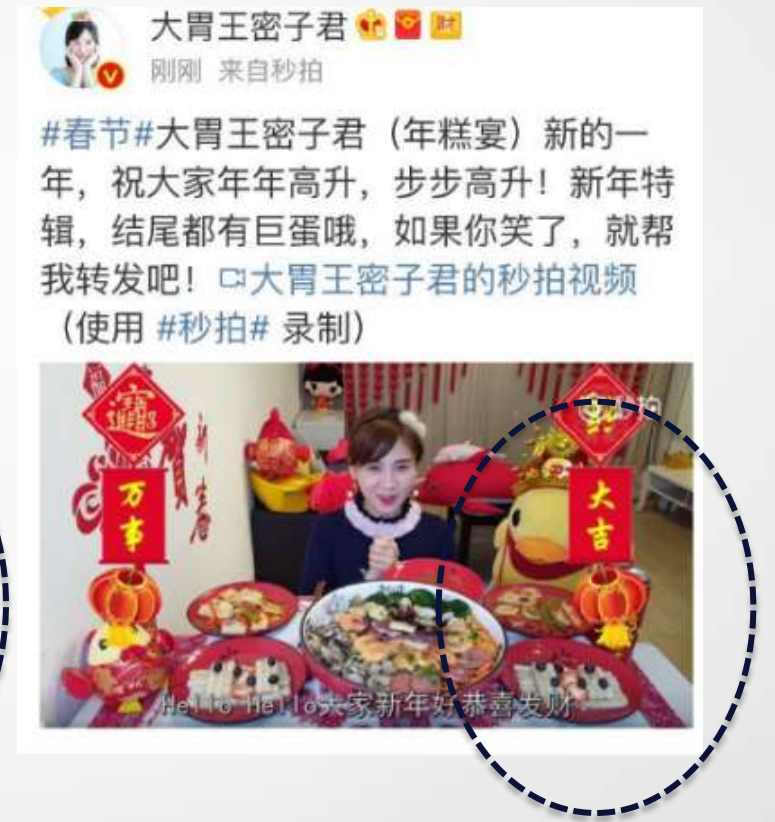 大胃王密子君
刚刚 来自秒拍
#春节#大胃王密子君（年糕宴）新的一
年，祝大家年年高升，步步高升！新年特
辑，结尾都有巨蛋哦，如果你笑了，就帮
我转发吧！大胃王密子君的秒拍视频
（使用 #秒拍# 录制）
万事
大吉
贺新春
Hello Hello大家新年好恭喜发财